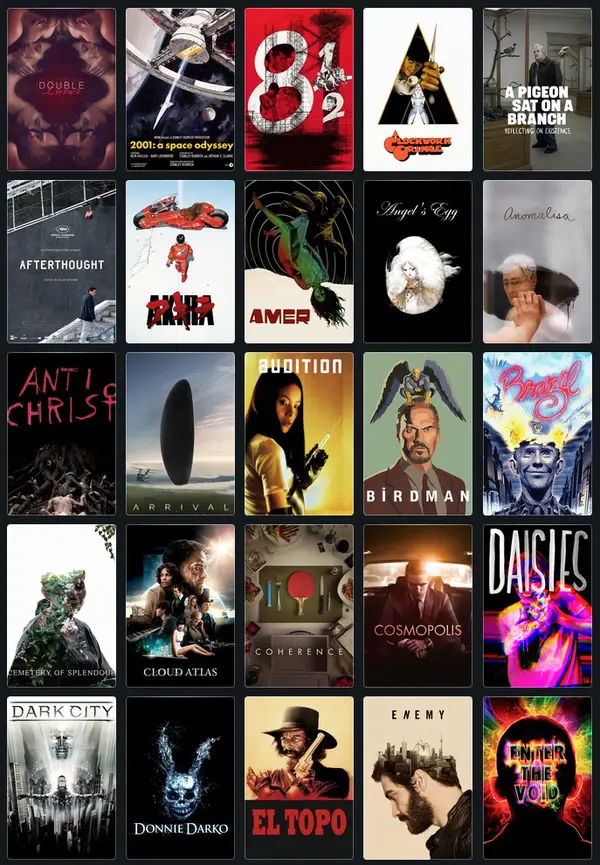 DOUBLE
Lover
2001: a space odyssey
8 1/2
A
CLOCKWORK
ORANGE
A PIGEON
SAT ON A
BRANCH
REFLECTING ON EXISTENCE
AFTERTHOUGHT
AKIRA
AMER
Angel's Egg
Anomalisa
ANTI
CHRIST
ARRIVAL
AUDITION
BIRDMAN
Brazil
CEMETERY OF SPLENDOUR
CLOUD ATLAS
COHERENCE
COSMOPOLIS
DAISIES
DARK CITY
DONNIE DARKO
EL TOPO
ENEMY
ENTER
THE
VOID